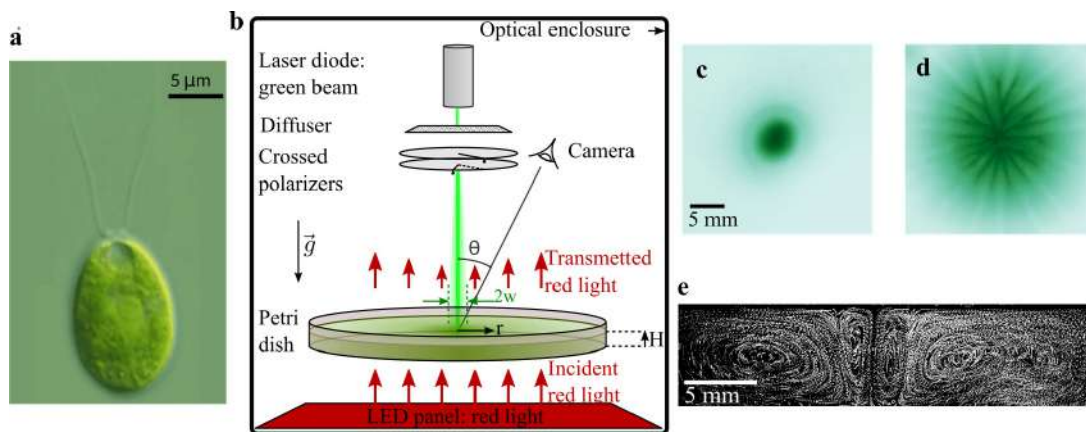 a
5 μm
b
Optical enclosure
Laser diode:
green beam
Diffuser
Crossed
polarizers
Camera
g
θ
Transmetted
red light
2w
Petri
dish
r
H
Incident
red light
LED panel: red light
c
5 mm
d
e
5 mm